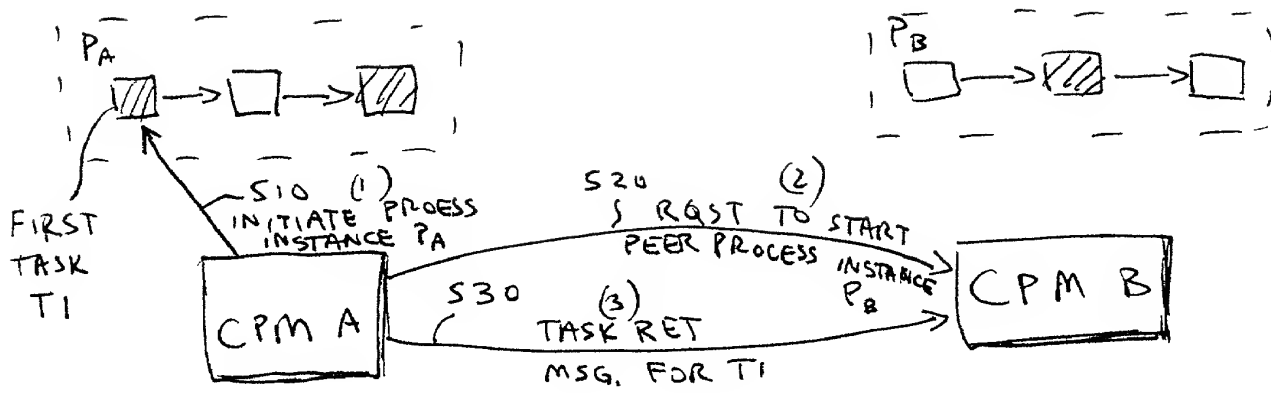 PA
PB
FIRST
TASK
T1
510 (1)
INITIATE PROESS
INSTANCE PA
520 (2)
RQST TO START
PEER PROCESS INSTANCE
PB
CPM A
CPM B
530 (3)
TASK RET
MSG. FOR T1